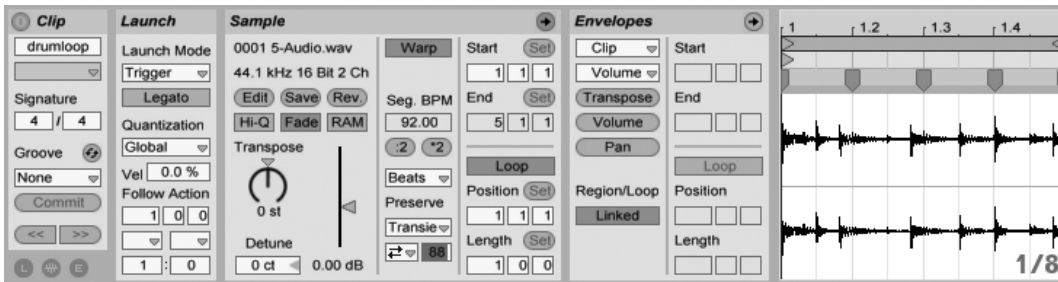 Clip
drumloop
Signature
4 / 4
Groove
None
Commit
<< >>
L E
Launch
Launch Mode
Trigger
Legato
Quantization
Global
Vel 0.0 %
Follow Action
1 0 0
1 : 0
Sample
0001 5-Audio.wav
44.1 kHz 16 Bit 2 Ch
Edit Save Rev.
Hi-Q Fade RAM
Transpose
0 st
Detune
0 ct 0.00 dB
Warp
Seg. BPM
92.00
:2 *2
Beats
Preserve
Transie
88
Start Set
1 1 1
End Set
5 1 1
Loop
Position Set
1 1 1
Length Set
1 0 0
Envelopes
Clip
Volume
Transpose
Volume
Pan
Region/Loop
Linked
Start
End
Loop
Position
Length
1 1.2 1.3 1.4
1/8